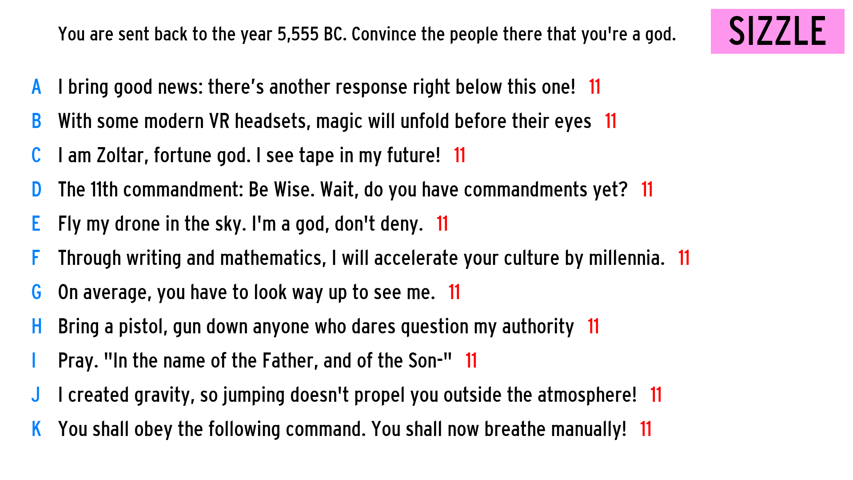 You are sent back to the year 5,555 BC. Convince the people there that you're a god.
SIZZLE
A I bring good news: there’s another response right below this one! 11
B With some modern VR headsets, magic will unfold before their eyes 11
C I am Zoltar, fortune god. I see tape in my future! 11
D The 11th commandment: Be Wise. Wait, do you have commandments yet? 11
E Fly my drone in the sky. I'm a god, don't deny. 11
F Through writing and mathematics, I will accelerate your culture by millennia. 11
G On average, you have to look way up to see me. 11
H Bring a pistol, gun down anyone who dares question my authority 11
I Pray. "In the name of the Father, and of the Son-" 11
J I created gravity, so jumping doesn't propel you outside the atmosphere! 11
K You shall obey the following command. You shall now breathe manually! 11